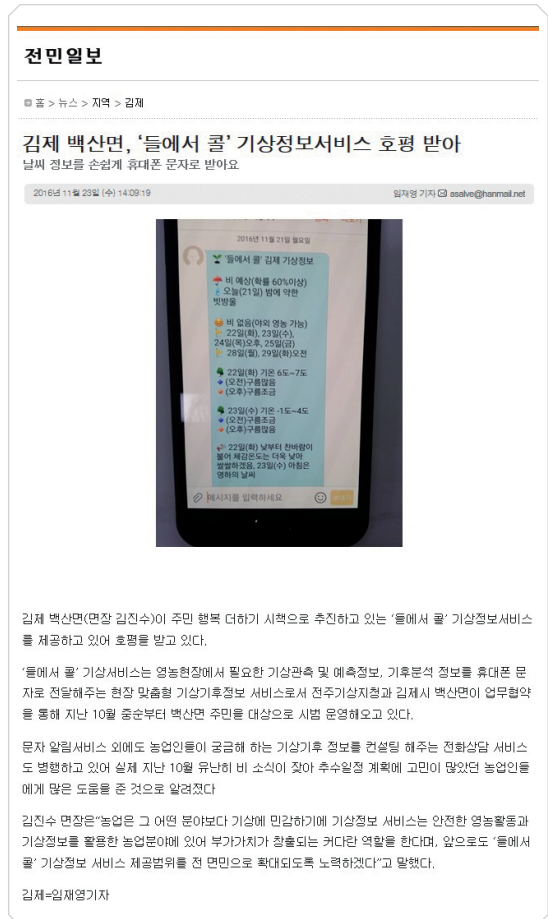 전민일보
홈 > 뉴스 > 지역 > 김제
김제 백산면, ‘들에서 콜’ 기상정보서비스 호평 받아
날씨 정보를 손쉽게 휴대폰 문자로 받아요
2016년 11월 23일 (수) 14:09:19 임재영 기자 asalve@hanmail.net
2016년 11월 21일 월요일
'들에서 콜' 김제 기상정보
비 예상(확률 60%이상)
오늘(21일) 밤에 약한
빗방울
비 없음(야외 영농 가능)
22일(화), 23일(수),
24일(목)오후, 25일(금)
28일(월), 29일(화)오전
22일(화) 기온 6도~7도
(오전)구름많음
(오후)구름조금
23일(수) 기온 -1도~4도
(오전)구름조금
(오후)구름많음
22일(화) 낮부터 찬바람이
불어 체감온도는 더욱 낮아
쌀쌀하겠음, 23일(수) 아침은
영하의 날씨
메시지를 입력하세요
김제 백산면(면장 김진수)이 주민 행복 더하기 시책으로 추진하고 있는 ‘들에서 콜’ 기상정보서비스
를 제공하고 있어 호평을 받고 있다.
‘들에서 콜’ 기상서비스는 영농현장에서 필요한 기상관측 및 예측정보, 기후분석 정보를 휴대폰 문
자로 전달해주는 현장 맞춤형 기상기후정보 서비스로서 전주기상지청과 김제시 백산면이 업무협약
을 통해 지난 10월 중순부터 백산면 주민을 대상으로 시범 운영해오고 있다.
문자 알림서비스 외에도 농업인들이 궁금해 하는 기상기후 정보를 컨설팅 해주는 전화상담 서비스
도 병행하고 있어 실제 지난 10월 유난히 비 소식이 잦아 추수일정 계획에 고민이 많았던 농업인들
에게 많은 도움을 준 것으로 알려졌다
김진수 면장은“농업은 그 어떤 분야보다 기상에 민감하기에 기상정보 서비스는 안전한 영농활동과
기상정보를 활용한 농업분야에 있어 부가가치가 창출되는 커다란 역할을 한다며, 앞으로도 ‘들에서
콜’ 기상정보 서비스 제공범위를 전 면민으로 확대되도록 노력하겠다”고 말했다.
김제=임재영기자